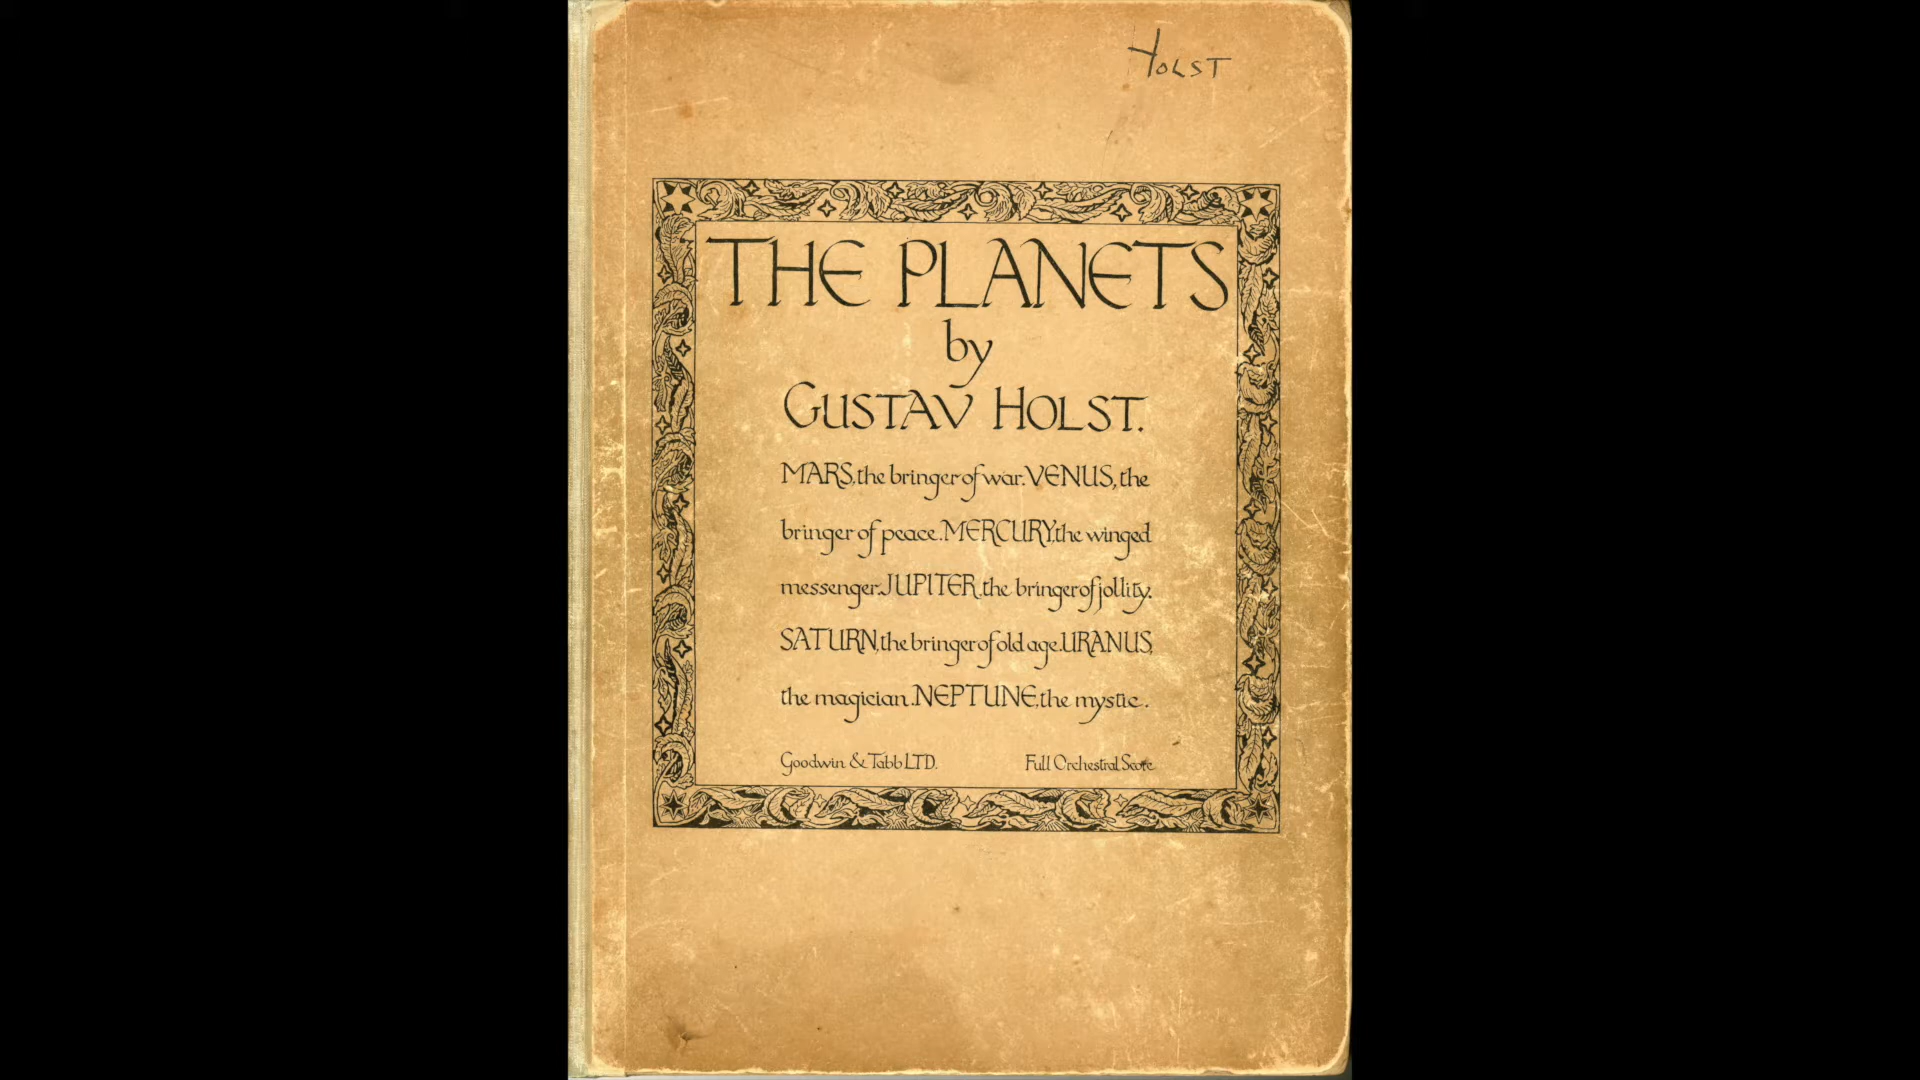 HOLST
THE PLANETS
by
GUSTAV HOLST.
MARS, the bringer of war. VENUS, the
bringer of peace. MERCURY, the winged
messenger. JUPITER, the bringer of jollity.
SATURN, the bringer of old age. URANUS,
the magician. NEPTUNE, the mystic.
Goodwin & Tabb LTD. Full Orchestral Score